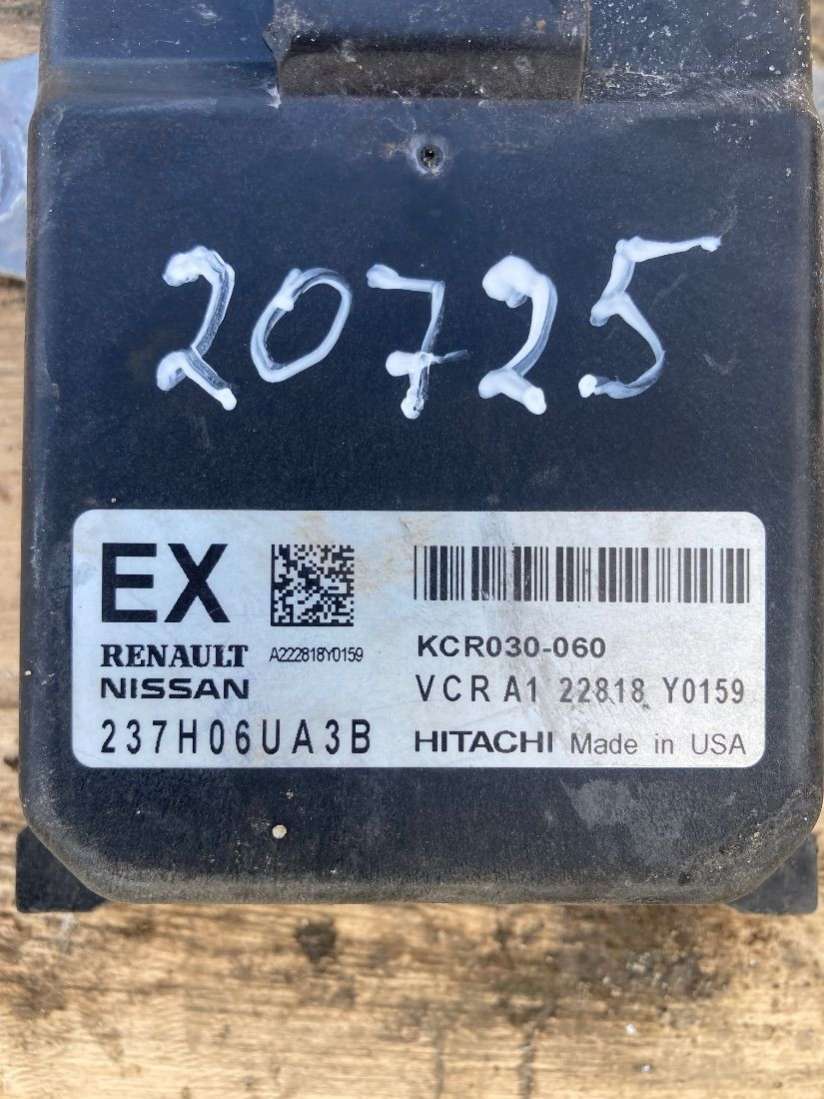 20725
EX
RENAULT
NISSAN
A222818Y0159
237H06UA3B
KCR030-060
VCR A1 22818 Y0159
HITACHI Made in USA